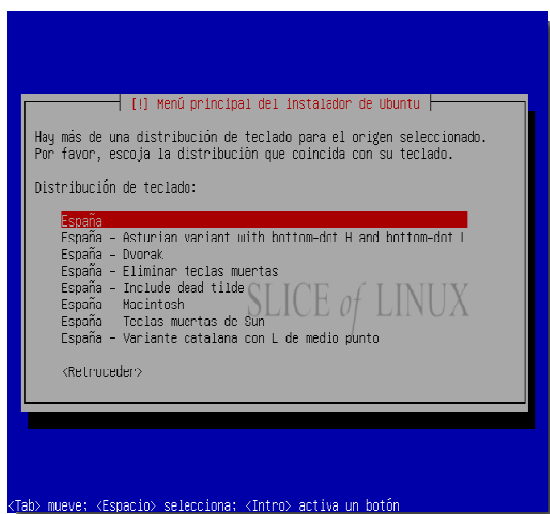 [!] Menú principal del instalador de Ubuntu
Hay más de una distribución de teclado para el origen seleccionado.
Por favor, escoja la distribución que coincida con su teclado.
Distribución de teclado:
España
España - Asturian variant with bottom-dot H and bottom-dot L
España - Dvorak
España - Eliminar teclas muertas
España - Include dead tilde
España - Macintosh
España - Teclas muertas de Sun
España - Variante catalana con L de medio punto
SLICE of LINUX
<Retroceder>
<Tab> mueve; <Espacio> selecciona; <Intro> activa un botón